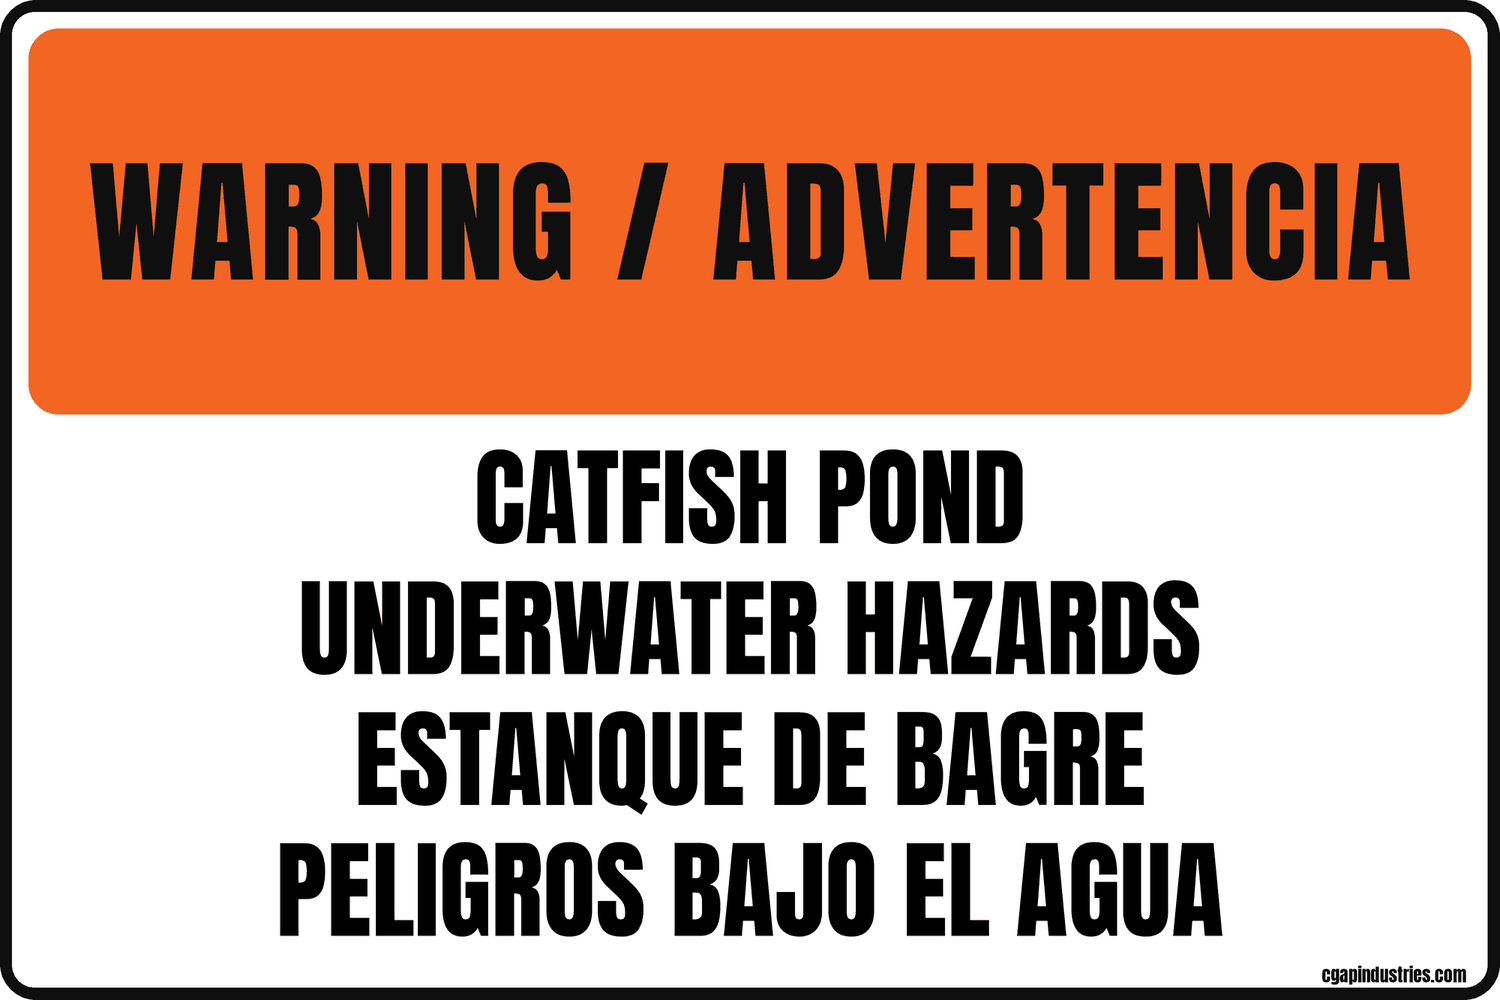 WARNING / ADVERTENCIA
CATFISH POND
UNDERWATER HAZARDS
ESTANQUE DE BAGRE
PELIGROS BAJO EL AGUA
cgapindustries.com